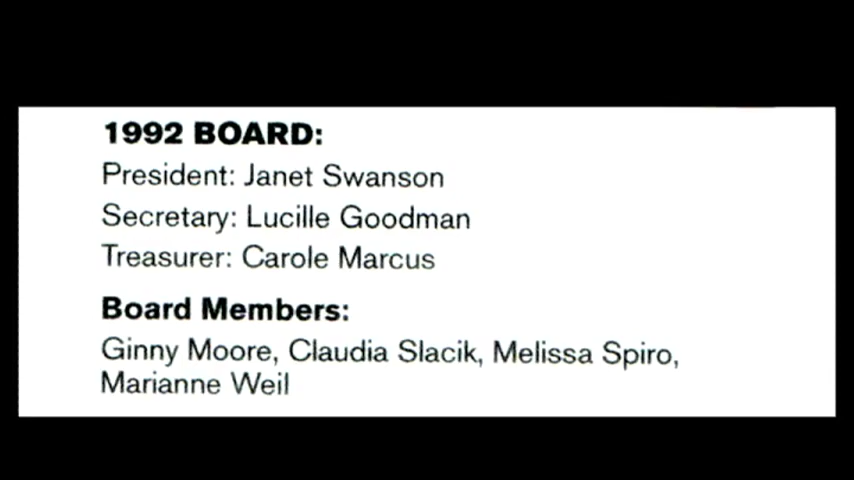 1992 BOARD:
President: Janet Swanson
Secretary: Lucille Goodman
Treasurer: Carole Marcus
Board Members:
Ginny Moore, Claudia Slacik, Melissa Spiro,
Marianne Weil